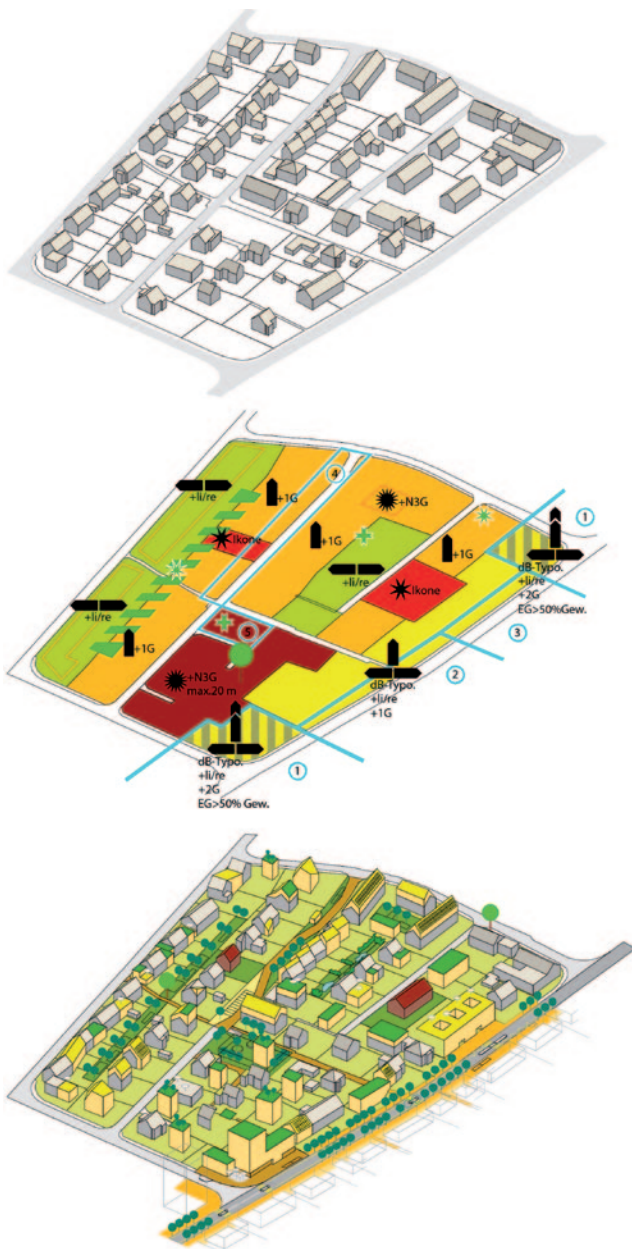 4
+li/re
+1G
+N3G
Ikone
+1G
+1G
1
+li/re
Ikone
dB-Typo.
+li/re
+2G
EG>50%Gew.
+li/re
3
+1G
5
+N3G
max.20 m
dB-Typo.
+li/re
+1G
2
dB-Typo.
+li/re
+2G
EG>50% Gew.
1